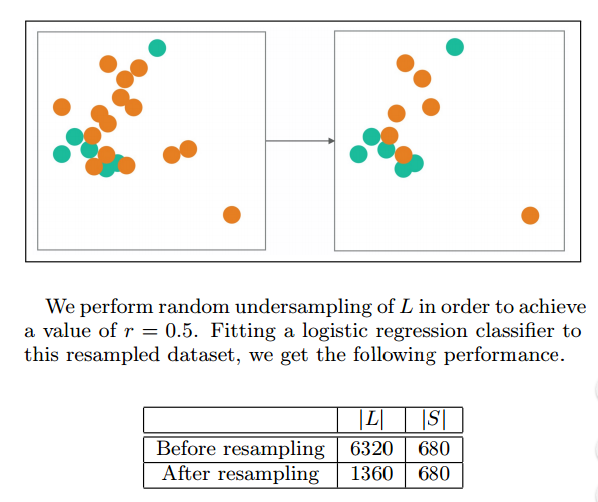 We perform random undersampling of L in order to achieve
a value of r = 0.5. Fitting a logistic regression classifier to
this resampled dataset, we get the following performance.
|L| |S|
Before resampling 6320 680
After resampling 1360 680